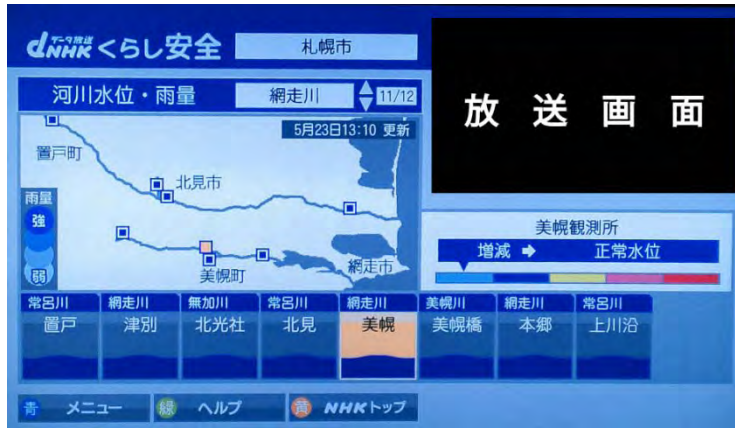 データ放送
dNHK くらし安全 札幌市
河川水位・雨量 網走川 11/12
5月23日13:10 更新
放送画面
置戸町
北見市
雨量
強
弱
美幌町
網走市
美幌観測所
増減 ➡ 正常水位
常呂川 網走川 無加川 常呂川 網走川 美幌川 網走川 常呂川
置戸 津別 北光社 北見 美幌 美幌橋 本郷 上川沿
青 メニュー 緑 ヘルプ 黄 NHKトップ